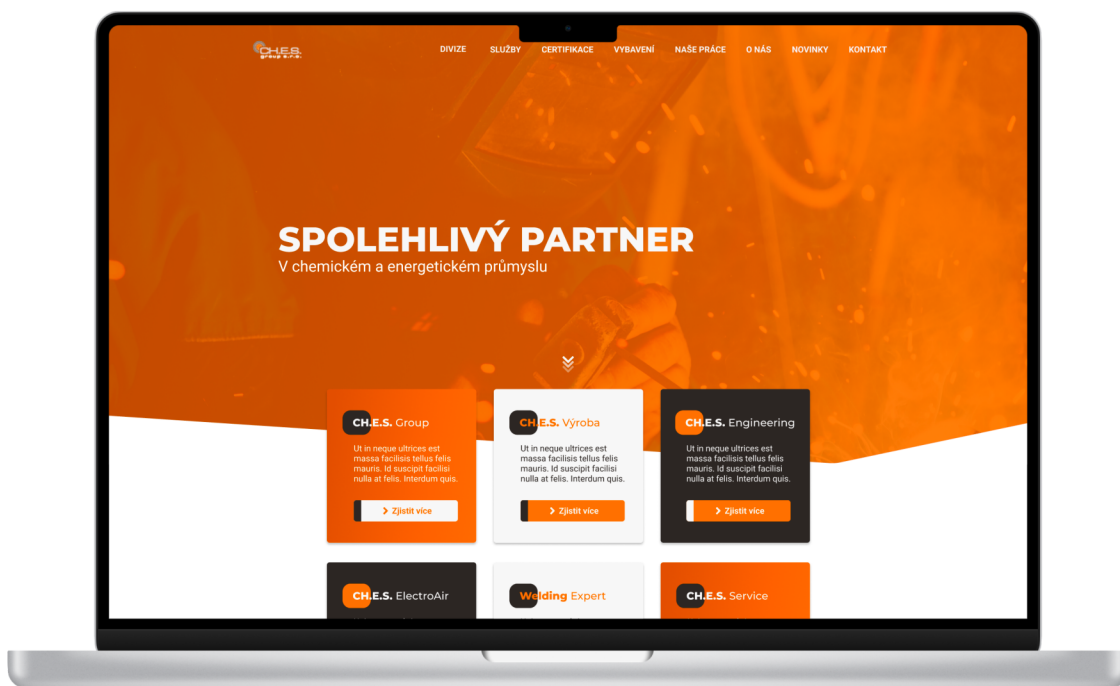 CH.E.S.
group s.r.o.
DIVIZE SLUŽBY CERTIFIKACE VYBAVENÍ NAŠE PRÁCE O NÁS NOVINKY KONTAKT
SPOLEHLIVÝ PARTNER
V chemickém a energetickém průmyslu
CH.E.S. Group
Ut in neque ultrices est
massa facilisis tellus felis
mauris. Id suscipit facilisi
nulla at felis. Interdum quis.
Zjistit více
CH.E.S. Výroba
Ut in neque ultrices est
massa facilisis tellus felis
mauris. Id suscipit facilisi
nulla at felis. Interdum quis.
Zjistit více
CH.E.S. Engineering
Ut in neque ultrices est
massa facilisis tellus felis
mauris. Id suscipit facilisi
nulla at felis. Interdum quis.
Zjistit více
CH.E.S. ElectroAir
Welding Expert
CH.E.S. Service